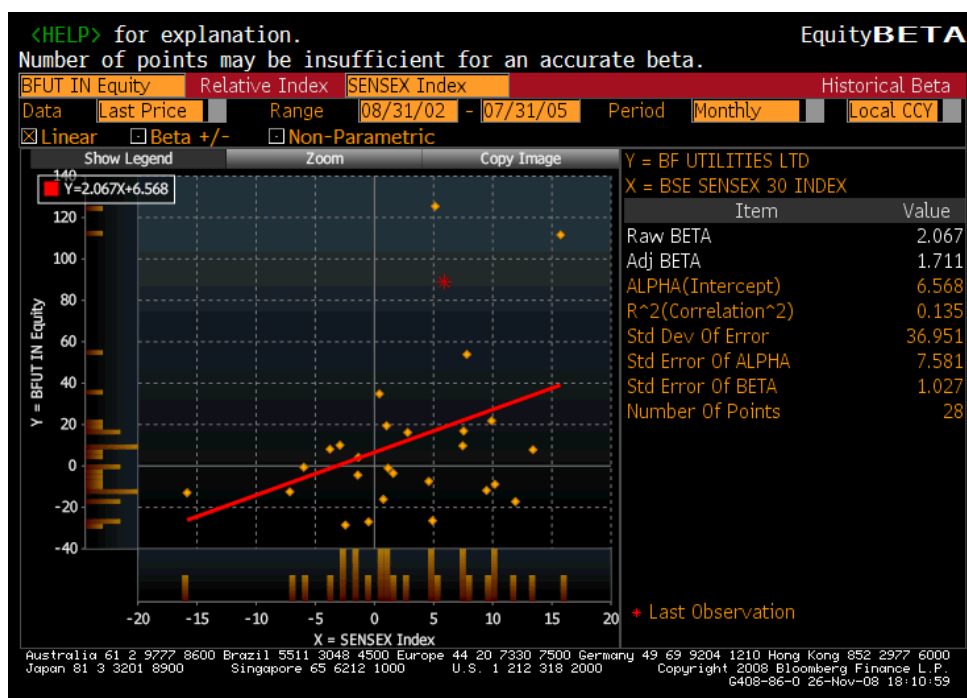 <HELP> for explanation. EquityBETA
Number of points may be insufficient for an accurate beta.
BFUT IN Equity Relative Index SENSEX Index Historical Beta
Data Last Price Range 08/31/02 - 07/31/05 Period Monthly Local CCY
Linear Beta +/- Non-Parametric
Show Legend Zoom Copy Image
Y = BF UTILITIES LTD
X = BSE SENSEX 30 INDEX
Item Value
Raw BETA 2.067
Adj BETA 1.711
ALPHA(Intercept) 6.568
R^2(Correlation^2) 0.135
Std Dev Of Error 36.951
Std Error Of ALPHA 7.581
Std Error Of BETA 1.027
Number Of Points 28
* Last Observation
140
Y=2.067X+6.568
120
100
80
60
40
20
0
-20
-40
Y = BFUT IN Equity
-20 -15 -10 -5 0 5 10 15 20
X = SENSEX Index
Australia 61 2 9777 8600 Brazil 5511 3048 4500 Europe 44 20 7330 7500 Germany 49 69 9204 1210 Hong Kong 852 2977 6000
Japan 81 3 3201 8900 Singapore 65 6212 1000 U.S. 1 212 318 2000 Copyright 2008 Bloomberg Finance L.P.
G408-86-0 26-Nov-08 18:10:59